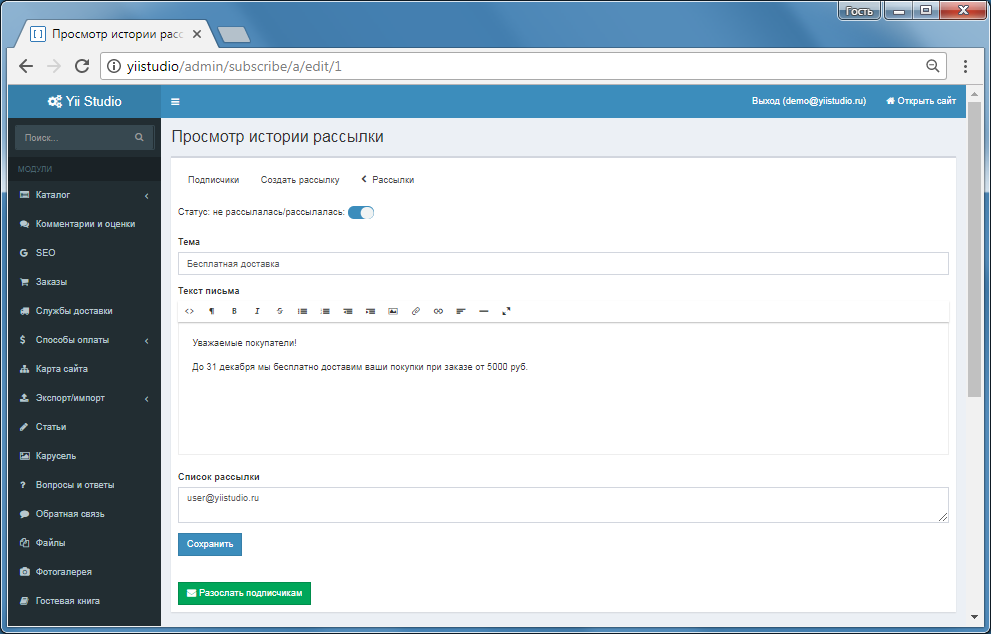 Гость
Просмотр истории расс
yiistudio/admin/subscribe/a/edit/1
Yii Studio
Выход (demo@yiistudio.ru) Открыть сайт
Поиск...
МОДУЛИ
Каталог
Комментарии и оценки
SEO
Заказы
Службы доставки
Способы оплаты
Карта сайта
Экспорт/импорт
Статьи
Карусель
Вопросы и ответы
Обратная связь
Файлы
Фотогалерея
Гостевая книга
Просмотр истории рассылки
Подписчики Создать рассылку Рассылки
Статус: не рассылалась/рассылалась:
Тема
Бесплатная доставка
Текст письма
Уважаемые покупатели!
До 31 декабря мы бесплатно доставим ваши покупки при заказе от 5000 руб.
Список рассылки
user@yiistudio.ru
Сохранить
Разослать подписчикам